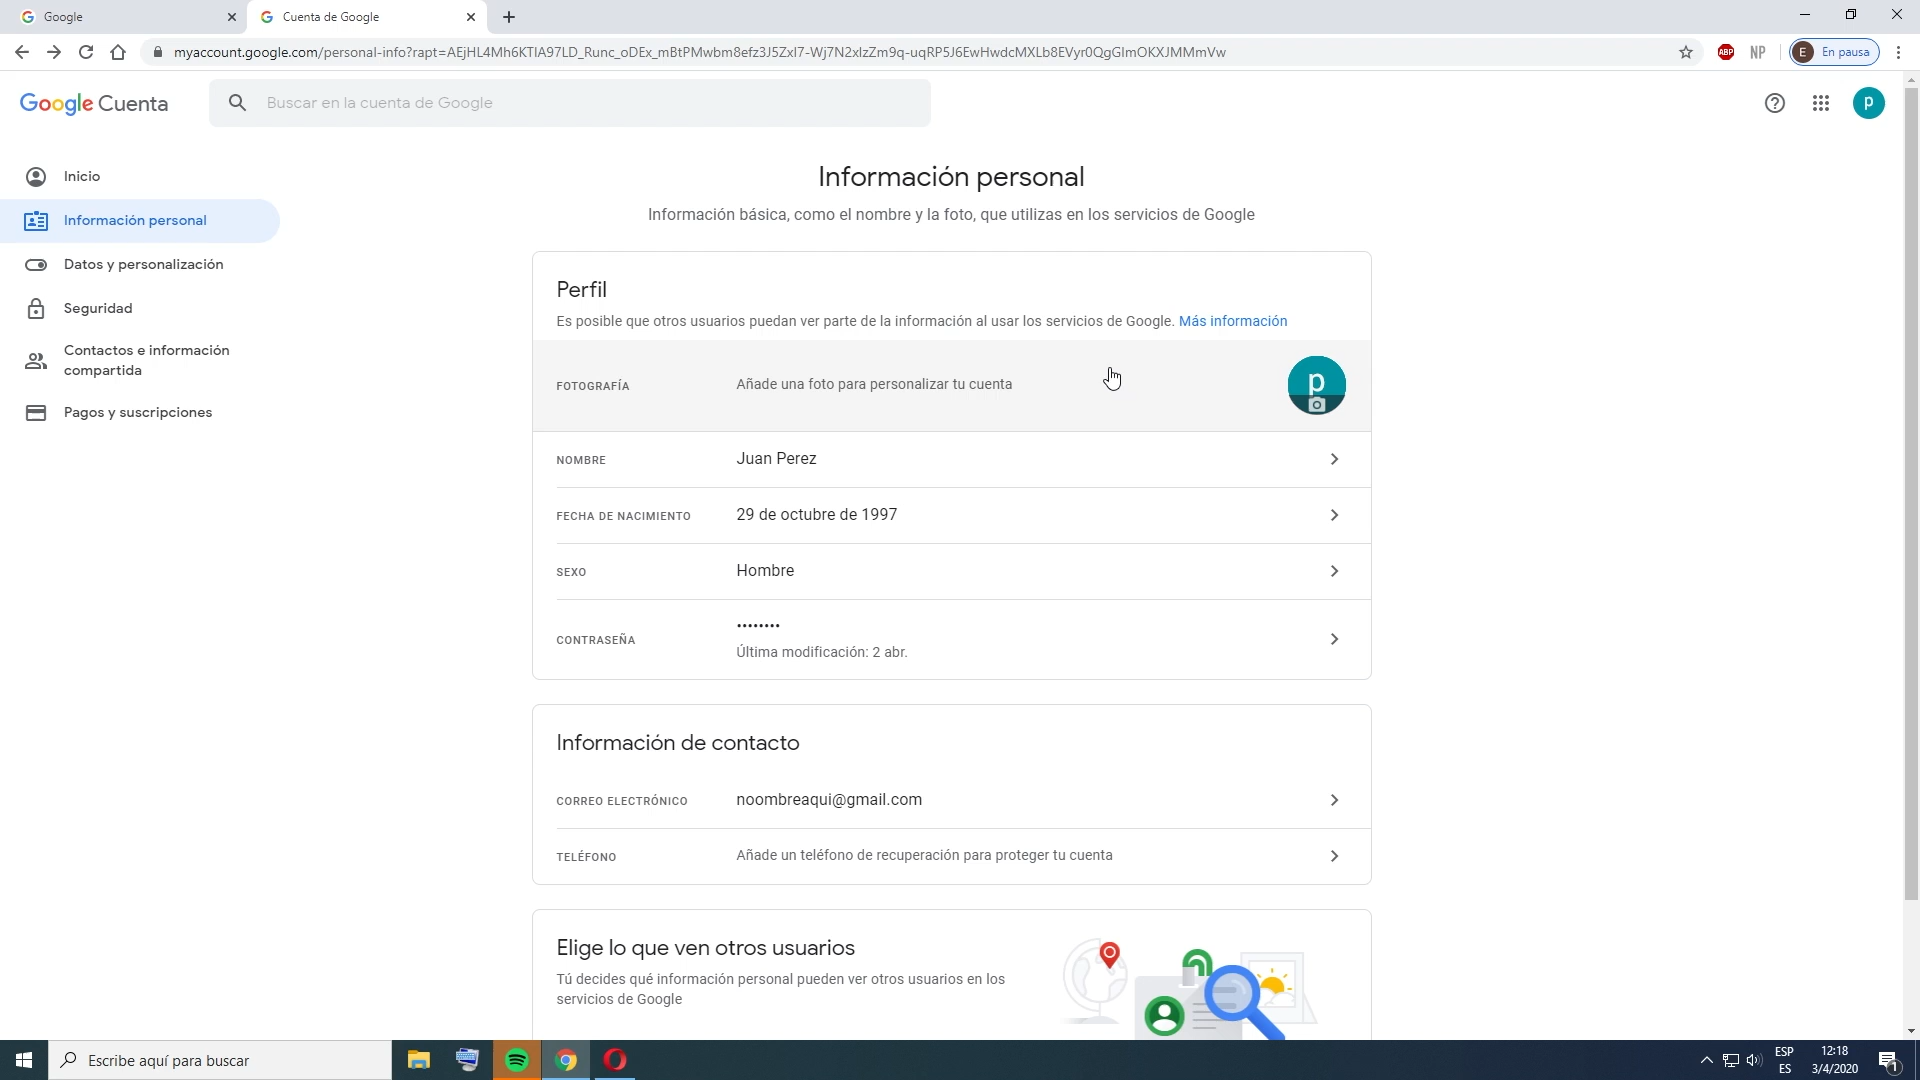 Google
Cuenta de Google
myaccount.google.com/personal-info?rapt=AEjHL4Mh6KTIA97LD_Runc_oDEx_mBtPMwbm8efz3J5ZxI7-Wj7N2xIzZm9q-uqRP5J6EwHwdcMXLb8EVyr0QgGImOKXJMMmVw
ABP
NP
E En pausa
Google Cuenta
Buscar en la cuenta de Google
p
Inicio
Información personal
Datos y personalización
Seguridad
Contactos e información
compartida
Pagos y suscripciones
Información personal
Información básica, como el nombre y la foto, que utilizas en los servicios de Google
Perfil
Es posible que otros usuarios puedan ver parte de la información al usar los servicios de Google. Más información
FOTOGRAFÍA Añade una foto para personalizar tu cuenta p
NOMBRE Juan Perez
FECHA DE NACIMIENTO 29 de octubre de 1997
SEXO Hombre
CONTRASEÑA ••••••••
Última modificación: 2 abr.
Información de contacto
CORREO ELECTRÓNICO noombreaqui@gmail.com
TELÉFONO Añade un teléfono de recuperación para proteger tu cuenta
Elige lo que ven otros usuarios
Tú decides qué información personal pueden ver otros usuarios en los
servicios de Google
Escribe aquí para buscar
ESP
ES
12:18
3/4/2020
1